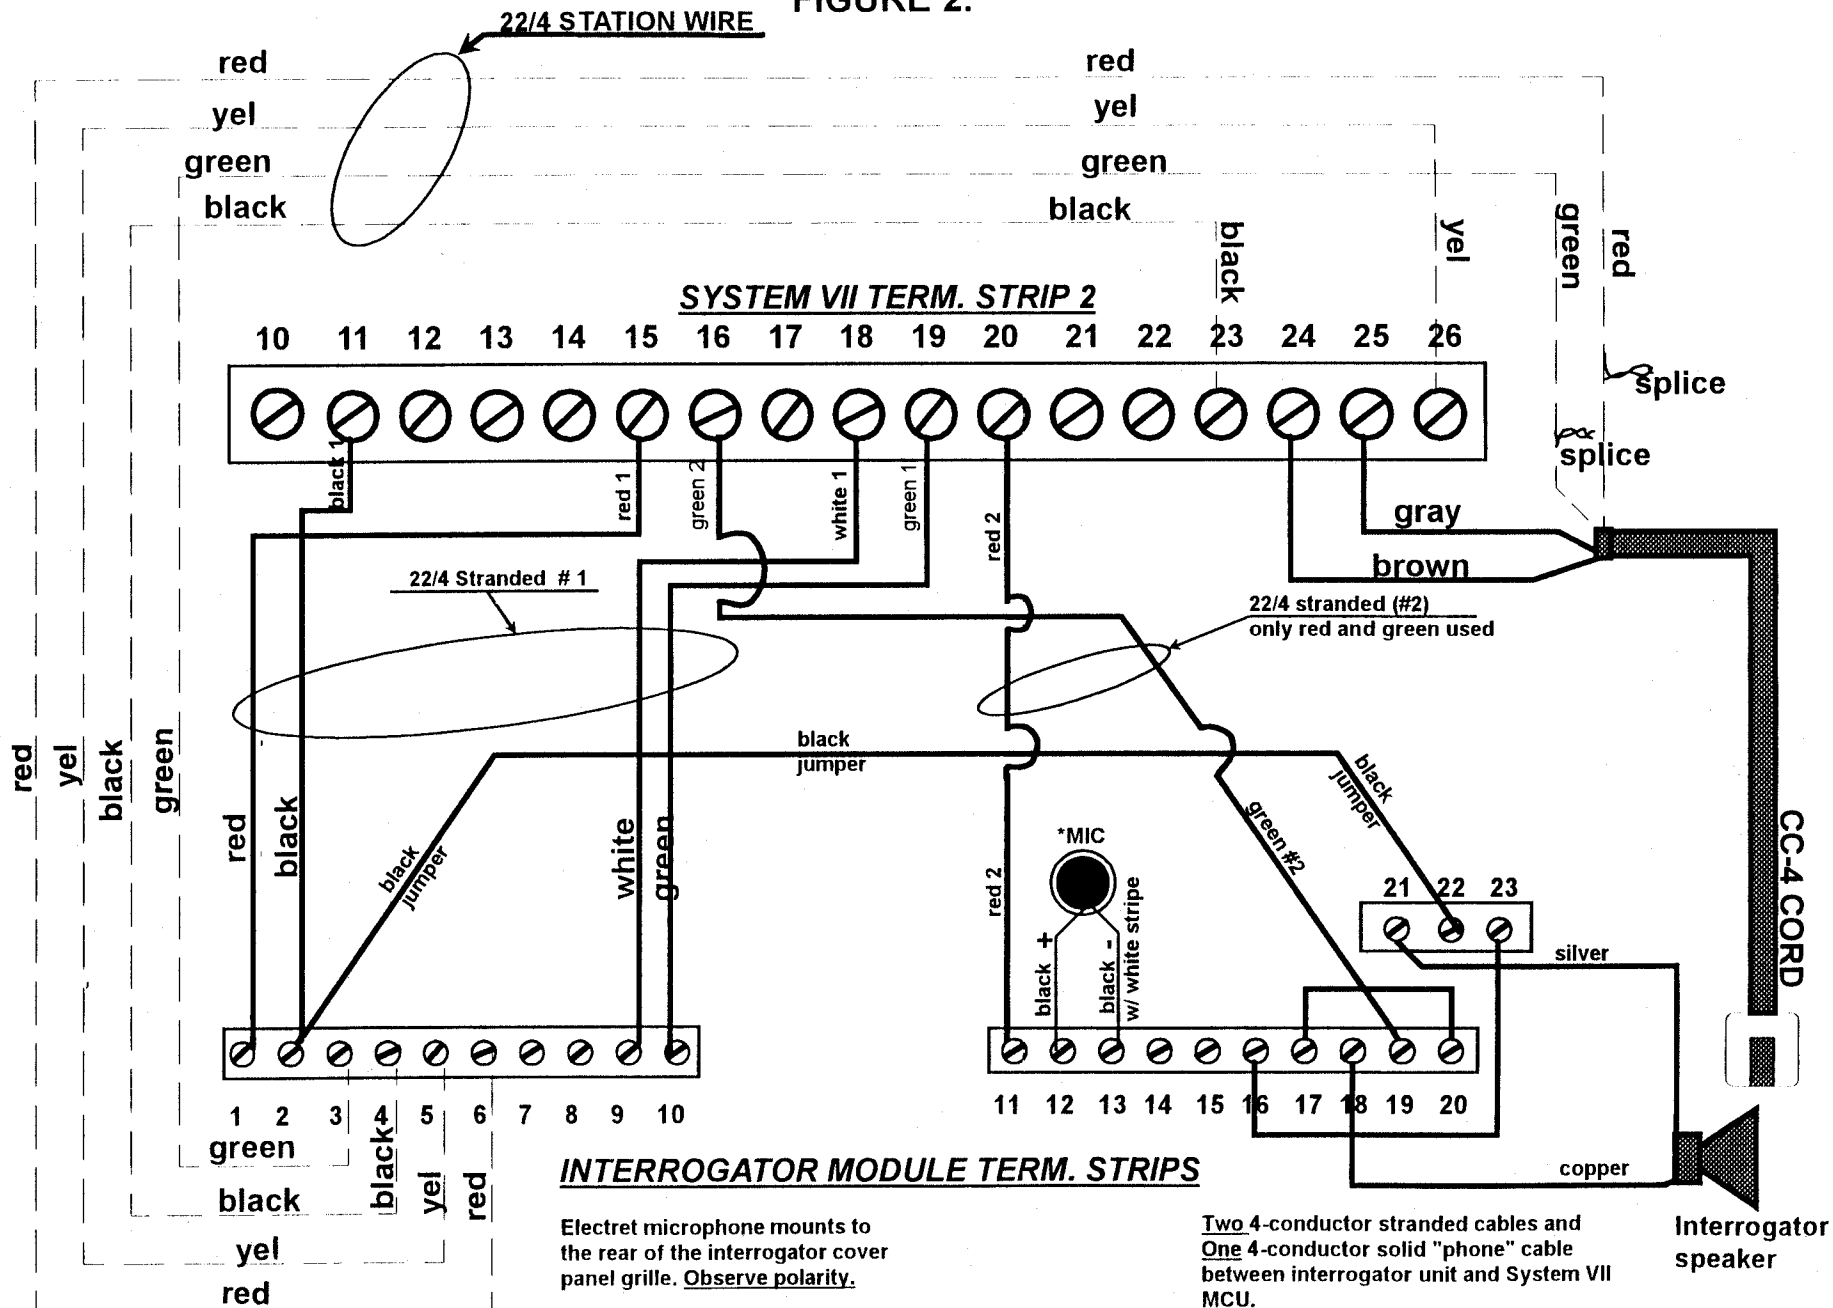 FIGURE 2.
22/4 STATION WIRE
red red
yel yel
green green
black black
black
yel
green
red
SYSTEM VII TERM. STRIP 2
10 11 12 13 14 15 16 17 18 19 20 21 22 23 24 25 26
splice
splice
black 1
red 1
green 2
white 1
green 1
red 2
gray
brown
22/4 Stranded # 1
22/4 stranded (#2)
only red and green used
red
yel
black
green
red
black
black
jumper
black
jumper
white
green
black
jumper
green #2
red 2
*MIC
black +
black -
w/ white stripe
21 22 23
silver
CC-4 CORD
1 2 3 4 5 6 7 8 9 10
11 12 13 14 15 16 17 18 19 20
green
black
yel
red
black
yel
red
INTERROGATOR MODULE TERM. STRIPS
copper
Interrogator
speaker
Electret microphone mounts to
the rear of the interrogator cover
panel grille. Observe polarity.
Two 4-conductor stranded cables and
One 4-conductor solid "phone" cable
between interrogator unit and System VII
MCU.